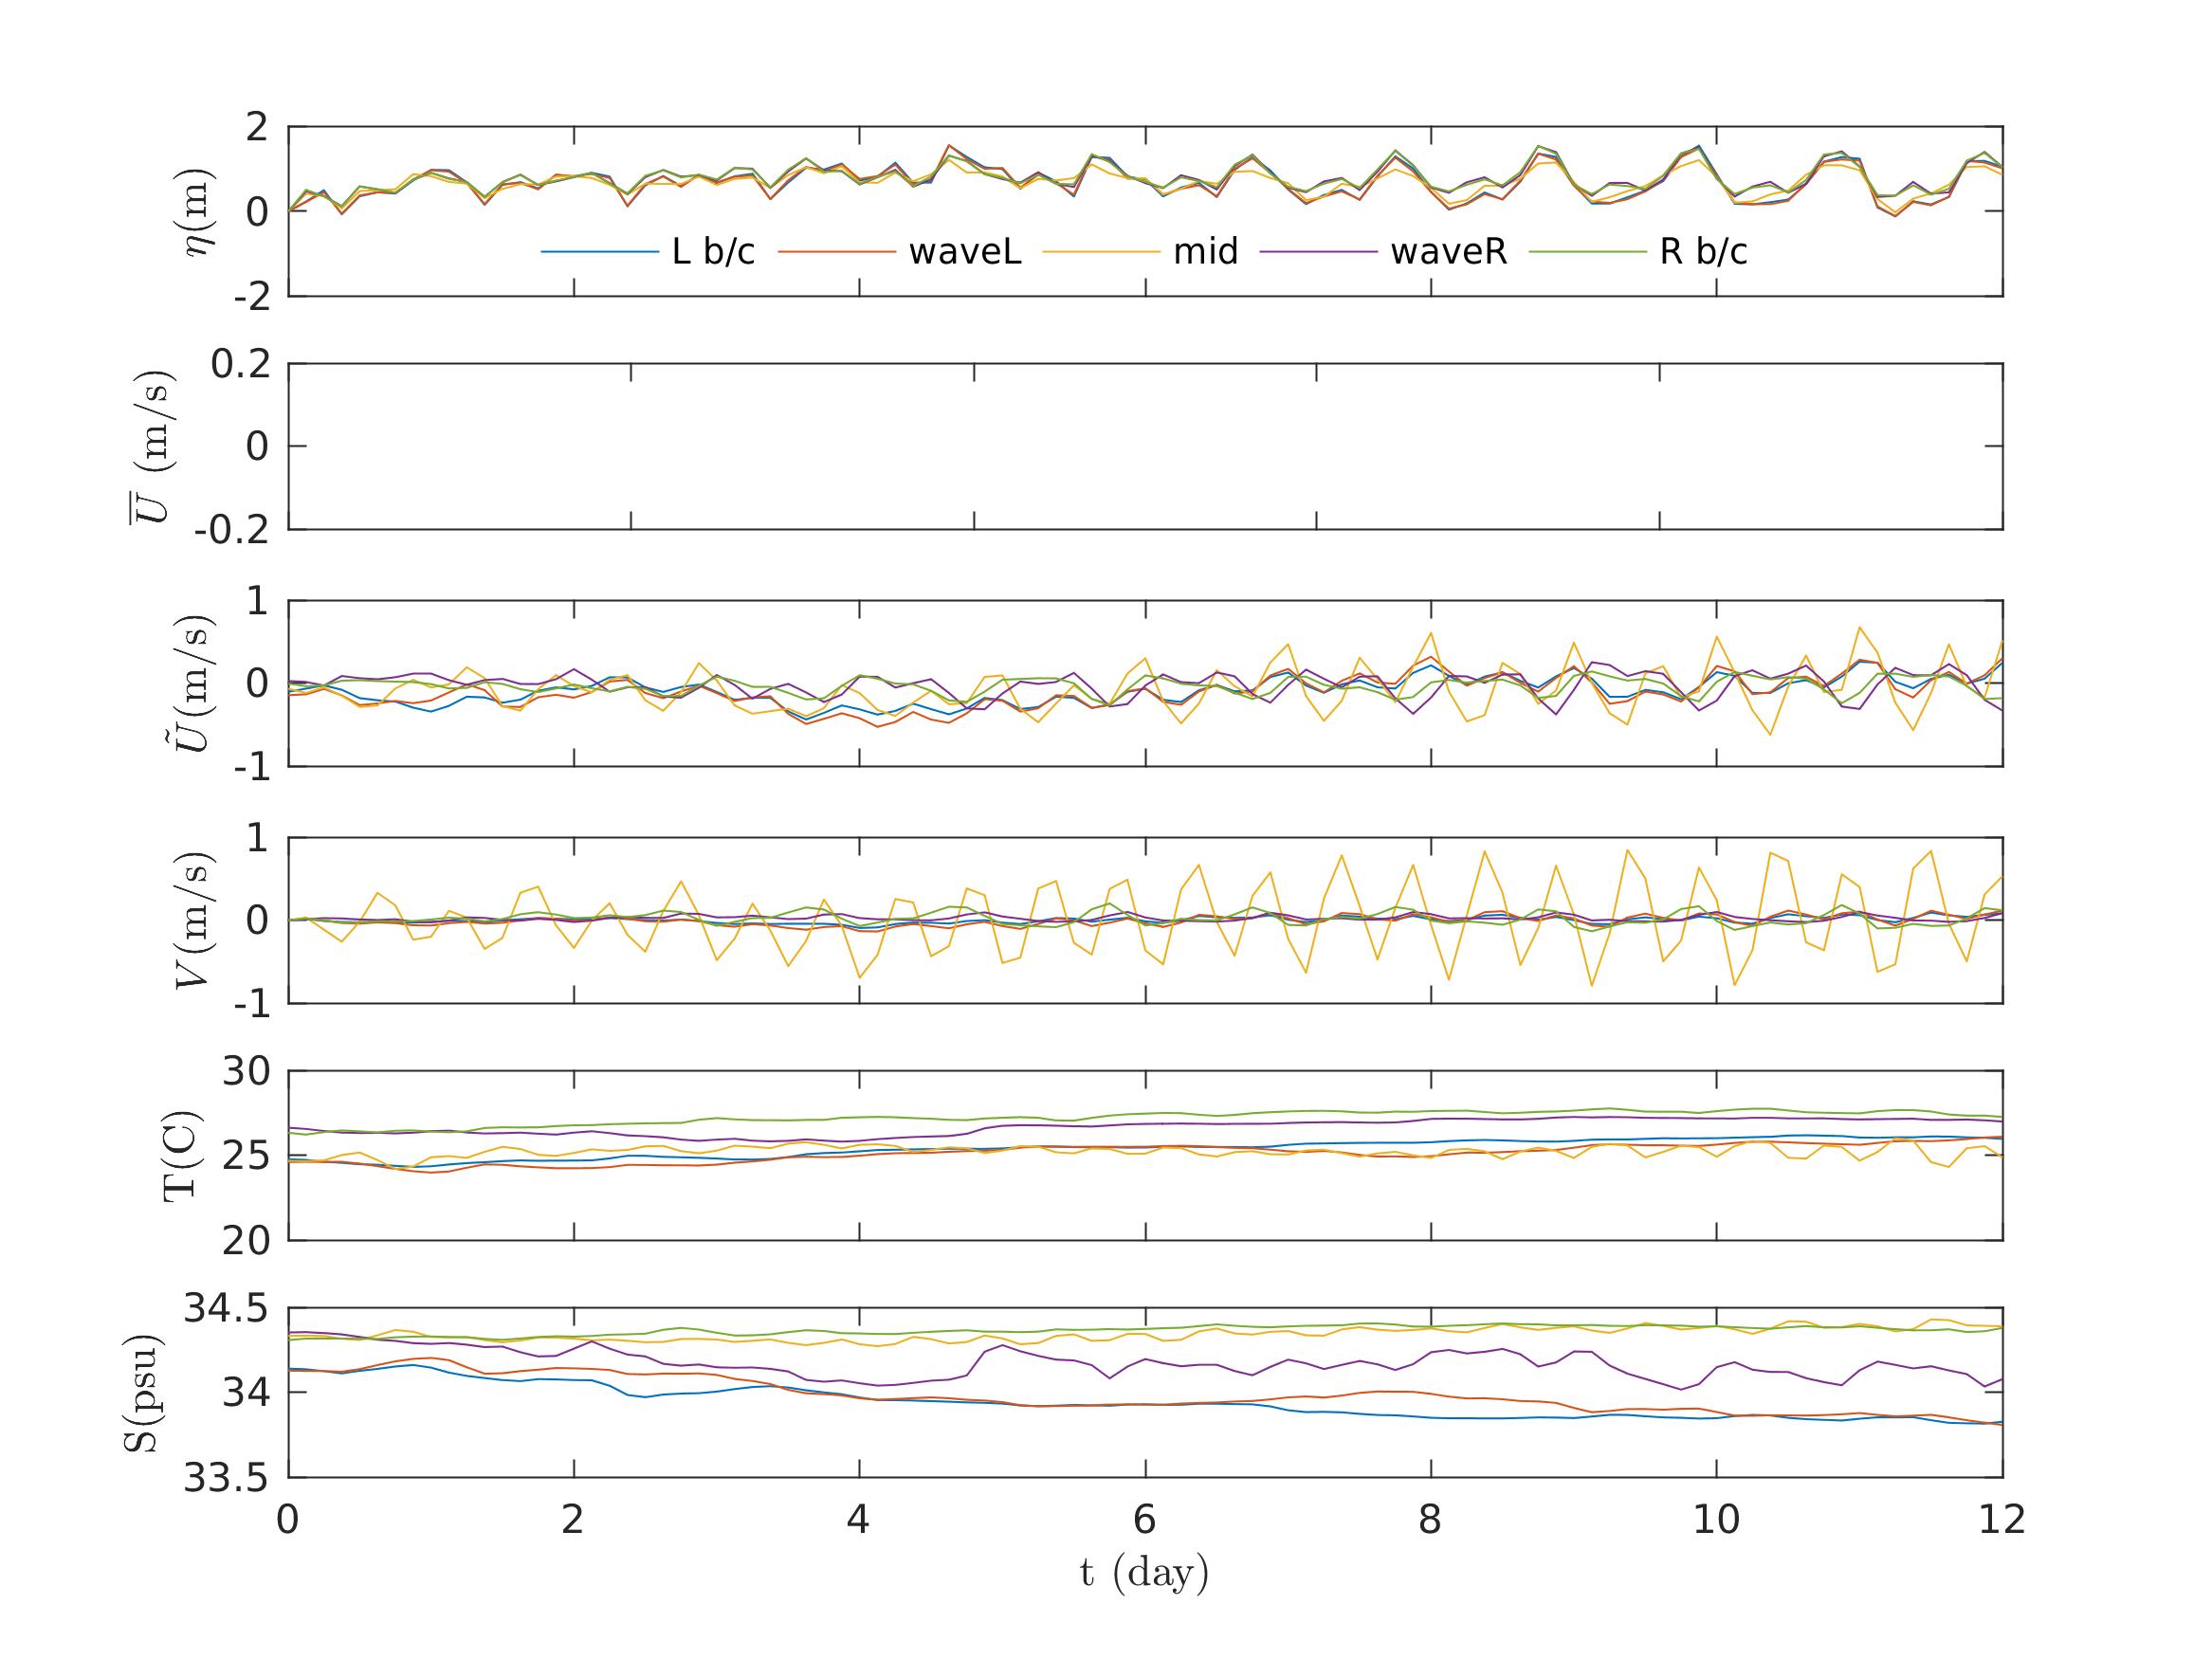 2
0
-2
η(m)
L b/c waveL mid waveR R b/c
0.2
0
-0.2
U̅ (m/s)
1
0
-1
Ũ(m/s)
1
0
-1
V(m/s)
30
25
20
T(C)
34.5
34
33.5
S(psu)
0 2 4 6 8 10 12
t (day)